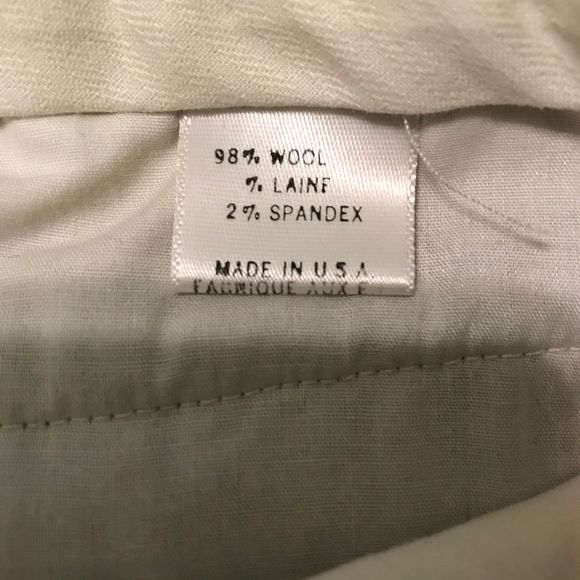 98% WOOL
% LAINE
2% SPANDEX
MADE IN U S A
FABRIQUE AUX E